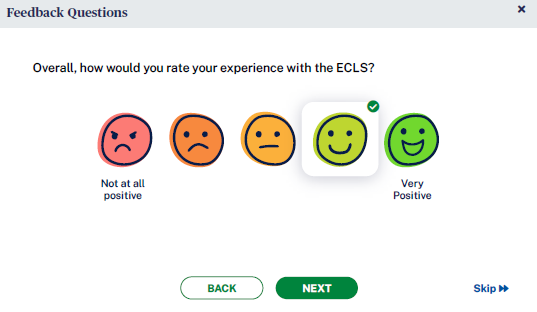 Feedback Questions
Overall, how would you rate your experience with the ECLS?
Not at all
positive
Very
Positive
BACK
NEXT
Skip